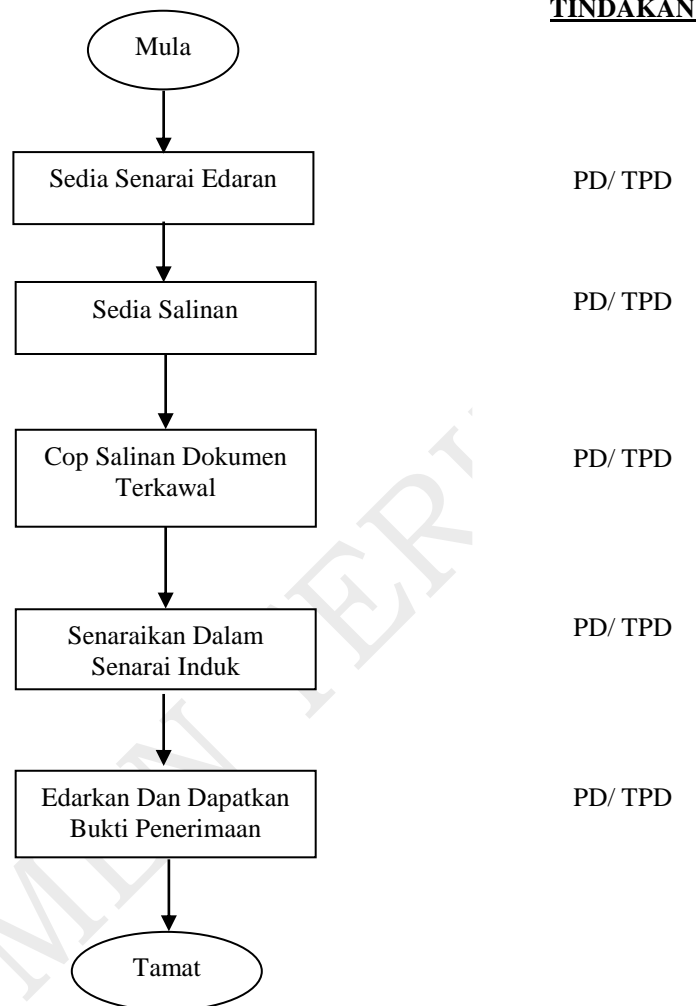 TINDAKAN
Mula
Sedia Senarai Edaran
PD/ TPD
Sedia Salinan
PD/ TPD
Cop Salinan Dokumen
Terkawal
PD/ TPD
Senaraikan Dalam
Senarai Induk
PD/ TPD
Edarkan Dan Dapatkan
Bukti Penerimaan
PD/ TPD
Tamat